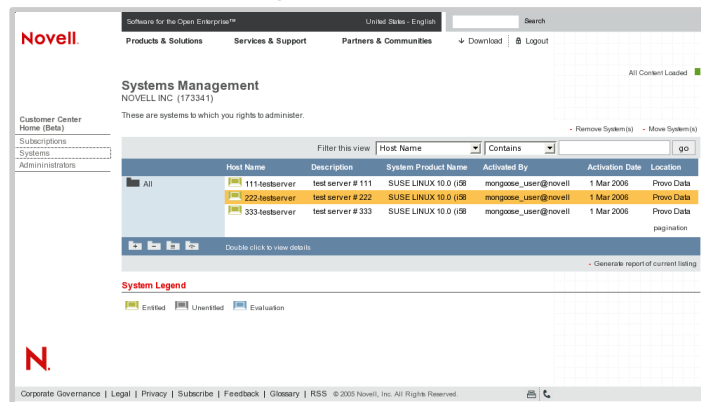 Software for the Open Enterprise™ United States - English Search
Novell.
Products & Solutions Services & Support Partners & Communities Download Logout
All Content Loaded
Systems Management
NOVELL INC (173341)
These are systems to which you rights to administer.
Customer Center
Home (Beta)
Subscriptions
Systems
Admininistrators
- Remove System(s) - Move System(s)
Filter this view Host Name Contains go
Host Name Description System Product Name Activated By Activation Date Location
All 111-testserver test server # 111 SUSE LINUX 10.0 (i58 mongoose_user@novell 1 Mar 2006 Provo Data
222-testserver test server # 222 SUSE LINUX 10.0 (i58 mongoose_user@novell 1 Mar 2006 Provo Data
333-testserver test server # 333 SUSE LINUX 10.0 (i58 mongoose_user@novell 1 Mar 2006 Provo Data
pagination
Double click to view details
- Generate report of current listing
System Legend
Entitled Unentitled Evaluation
N.
Corporate Governance | Legal | Privacy | Subscribe | Feedback | Glossary | RSS © 2005 Novell, Inc. All Rights Reserved.